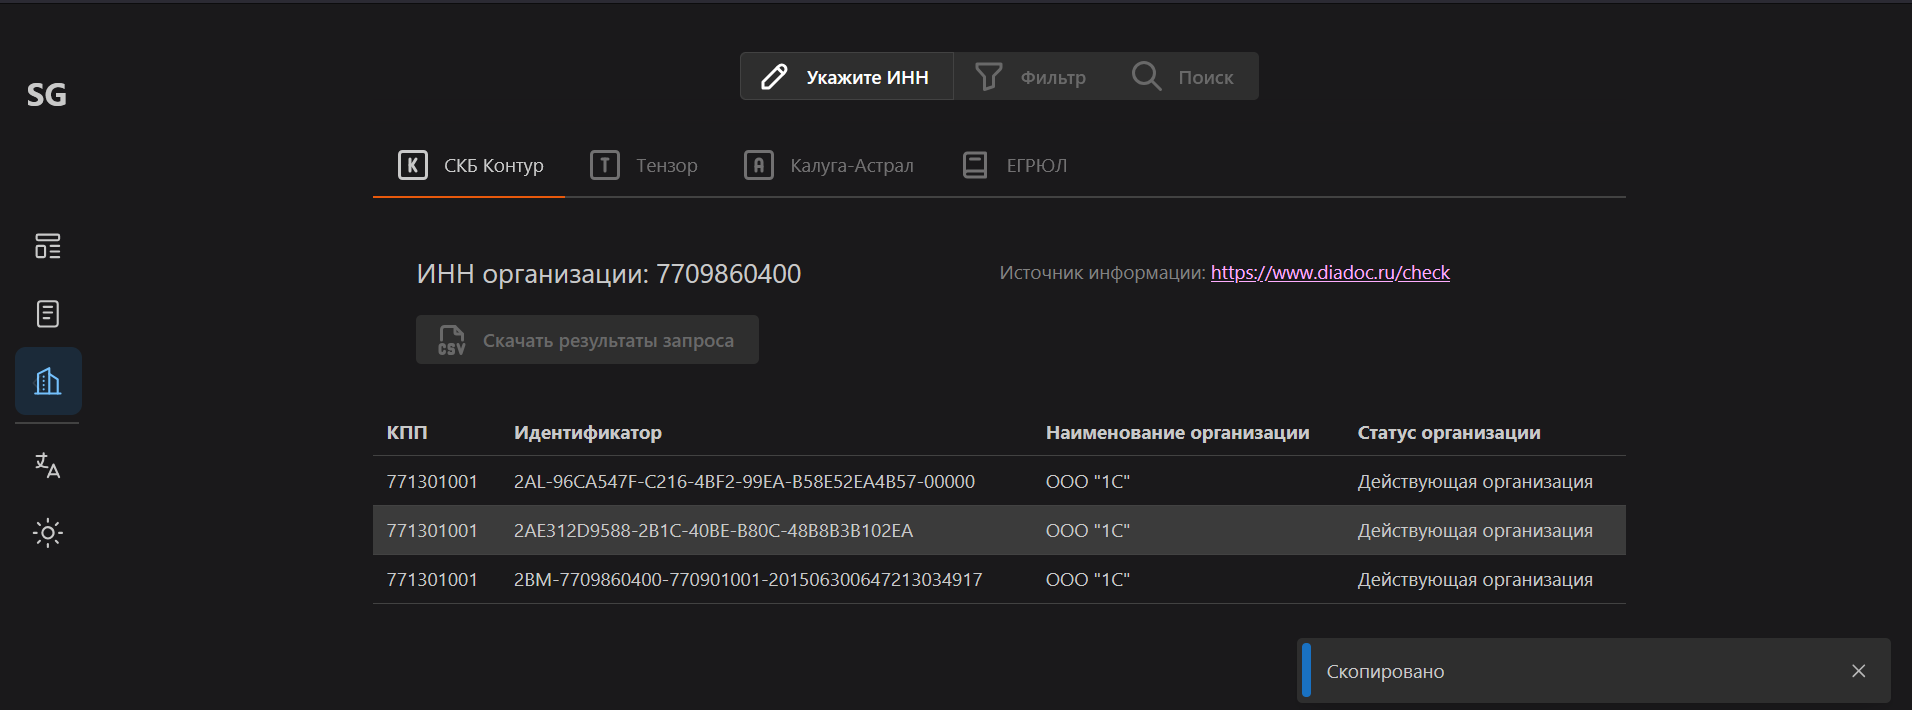 SG
Укажите ИНН Фильтр Поиск
K СКБ Контур T Тензор A Калуга-Астрал ЕГРЮЛ
ИНН организации: 7709860400
Источник информации: https://www.diadoc.ru/check
CSV Скачать результаты запроса
КПП Идентификатор Наименование организации Статус организации
771301001 2AL-96CA547F-C216-4BF2-99EA-B58E52EA4B57-00000 ООО "1С" Действующая организация
771301001 2AE312D9588-2B1C-40BE-B80C-48B8B3B102EA ООО "1С" Действующая организация
771301001 2BM-7709860400-770901001-201506300647213034917 ООО "1С" Действующая организация
Скопировано